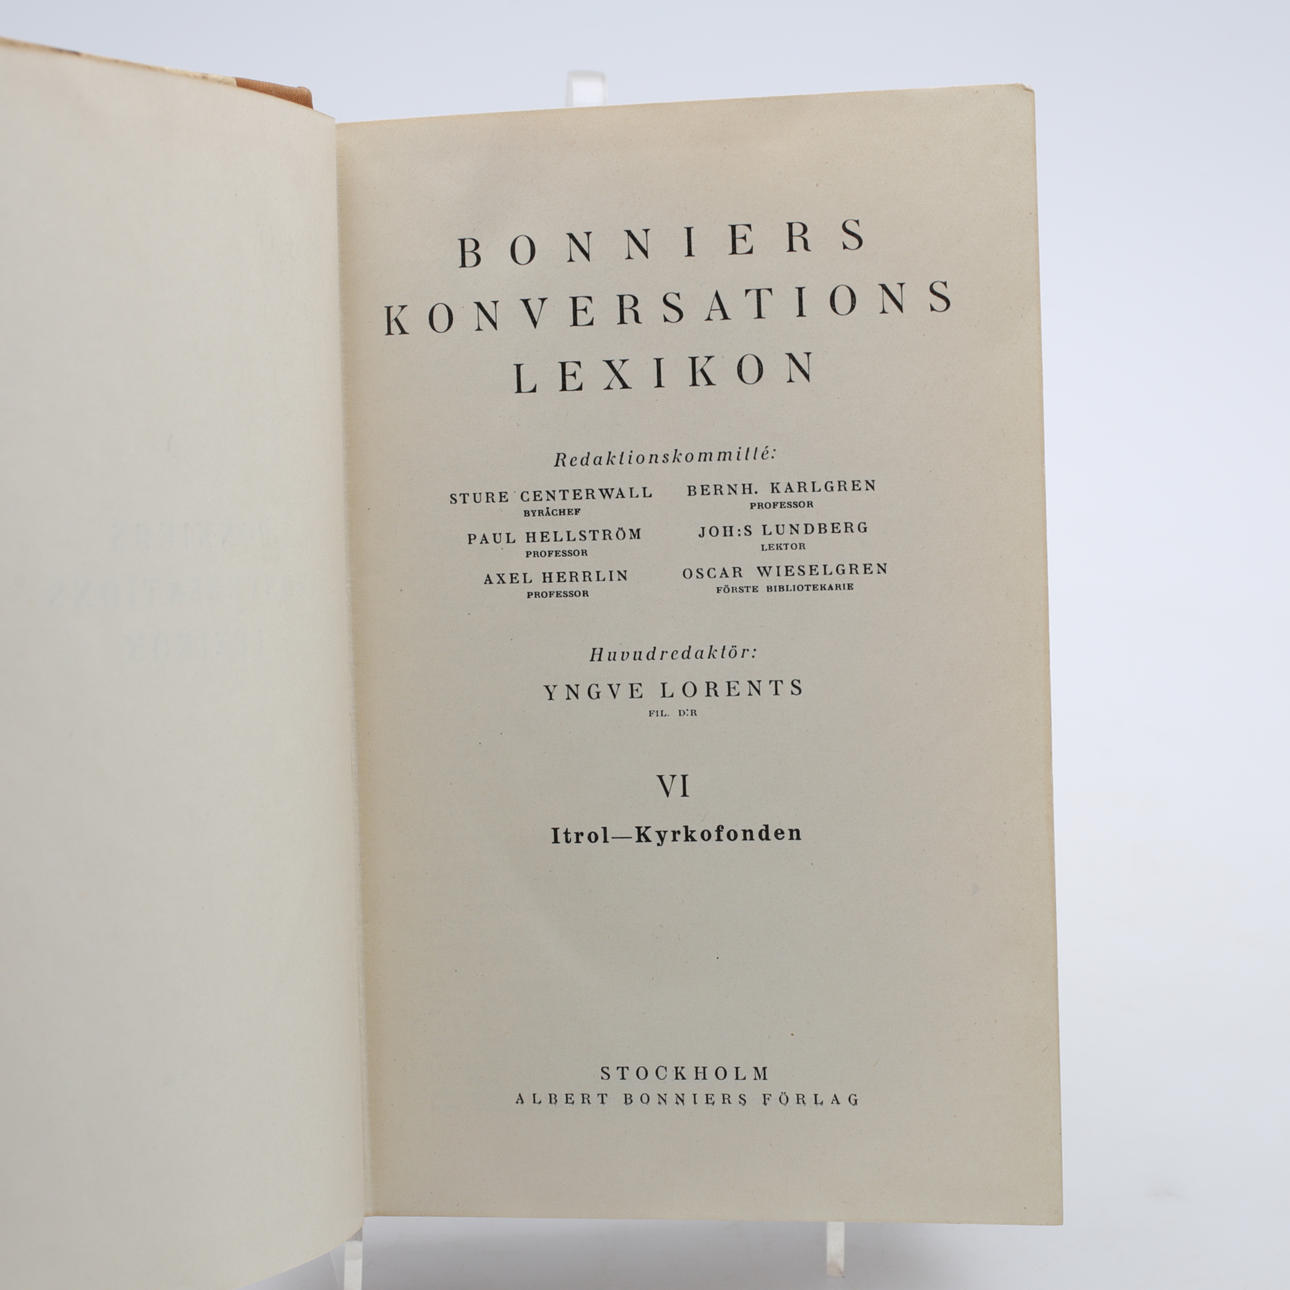 BONNIERS
KONVERSATIONS
LEXIKON
Redaktionskommitté:
STURE CENTERWALL
BYRÅCHEF
PAUL HELLSTRÖM
PROFESSOR
AXEL HERRLIN
PROFESSOR
BERNH. KARLGREN
PROFESSOR
JOH:S LUNDBERG
LEKTOR
OSCAR WIESELGREN
FÖRSTE BIBLIOTEKARIE
Huvudredaktör:
YNGVE LORENTS
FIL. D:R
VI
Itrol—Kyrkofonden
STOCKHOLM
ALBERT BONNIERS FÖRLAG